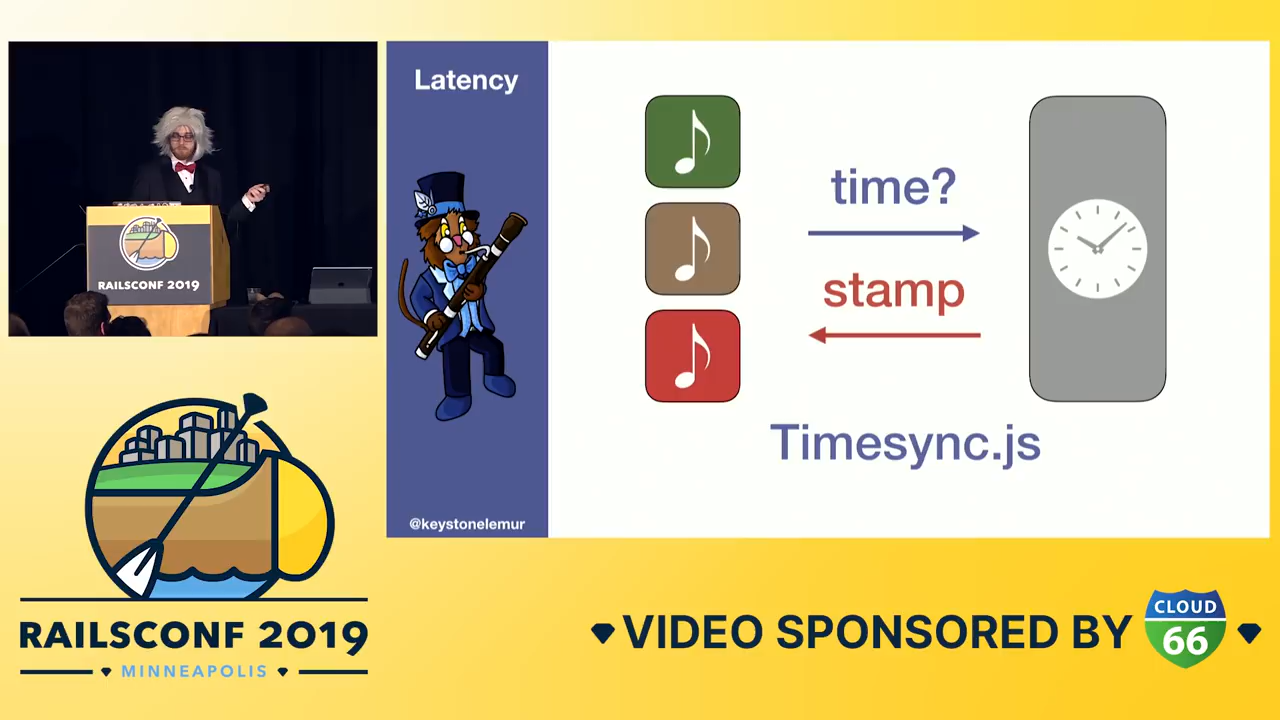 RAILSCONF 2019
Latency
@keystonelemur
time?
stamp
Timesync.js
RAILSCONF 2019
MINNEAPOLIS
VIDEO SPONSORED BY
CLOUD
66